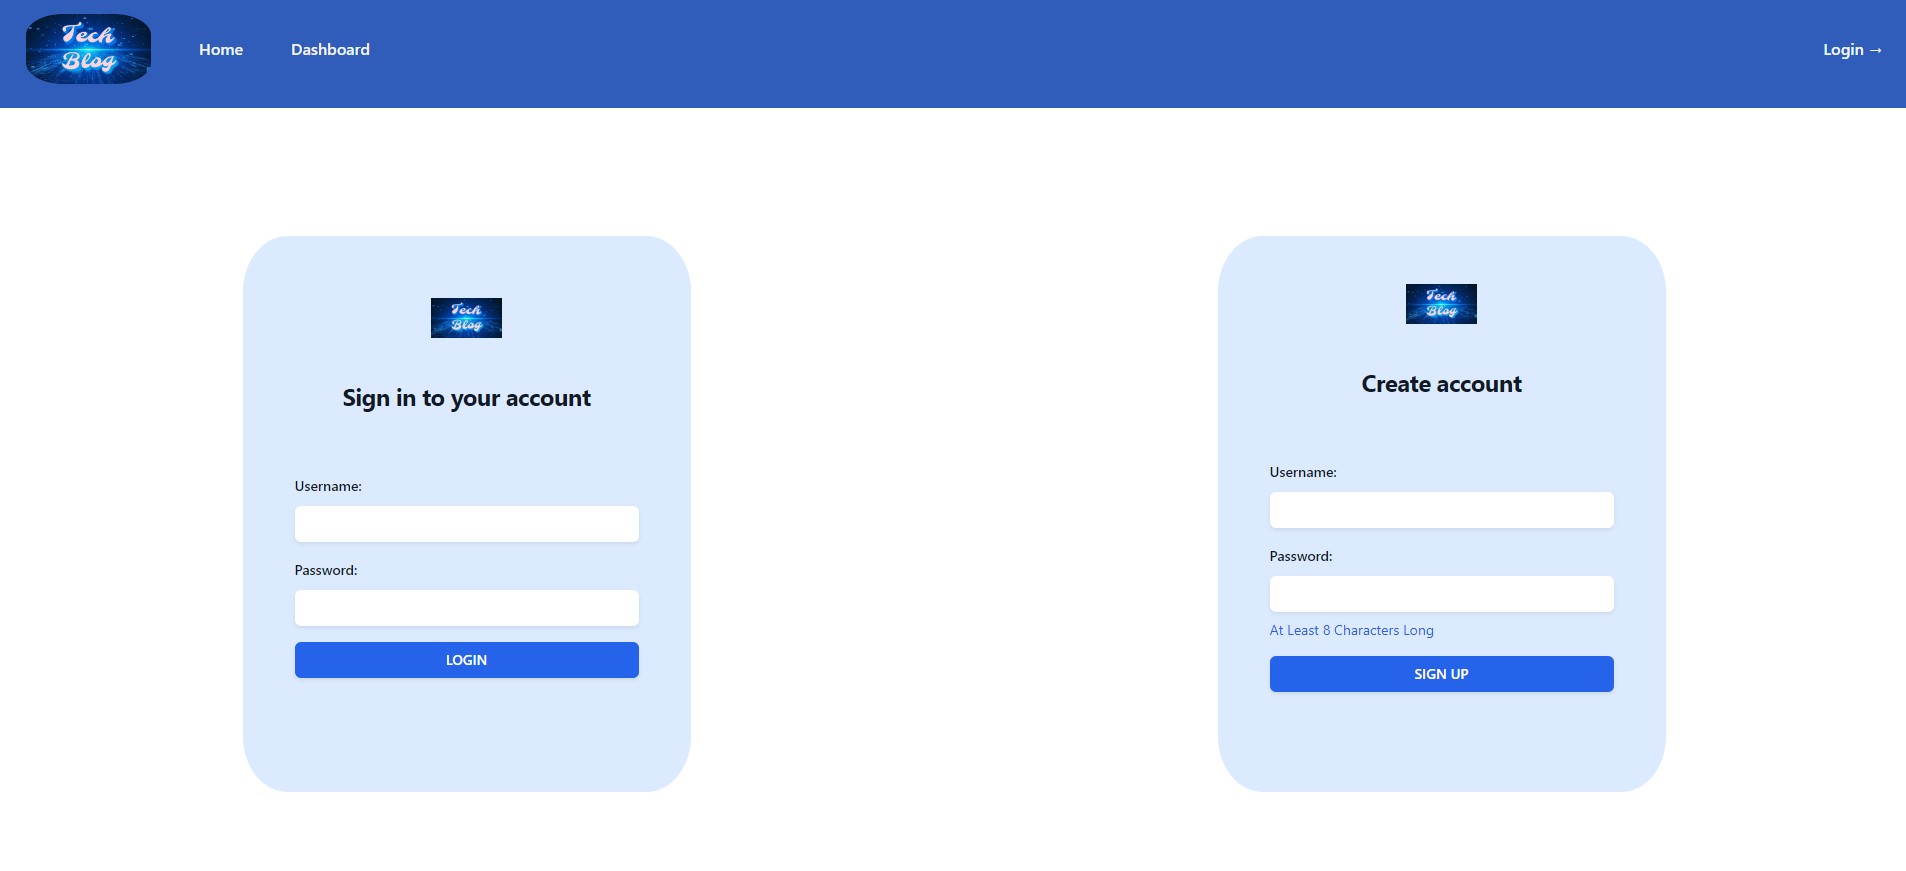 Tech
Blog
Home
Dashboard
Login →
Tech
Blog
Sign in to your account
Username:
Password:
LOGIN
Tech
Blog
Create account
Username:
Password:
At Least 8 Characters Long
SIGN UP